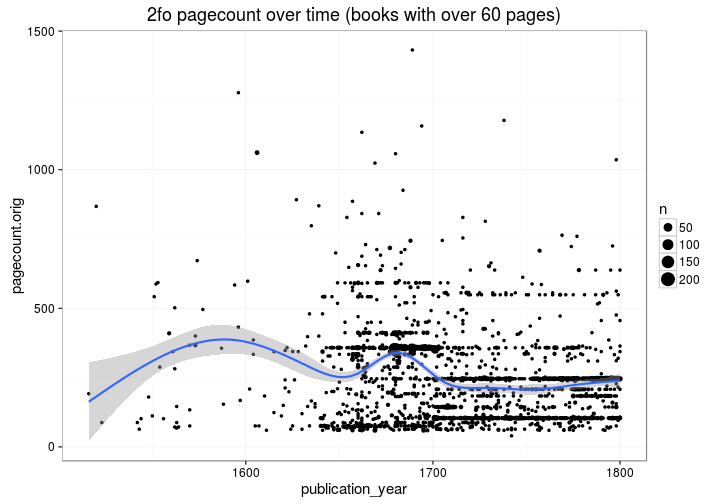 2fo pagecount over time (books with over 60 pages)
1500
1000
500
0
pagecount.orig
1600
1700
1800
publication_year
n
50
100
150
200